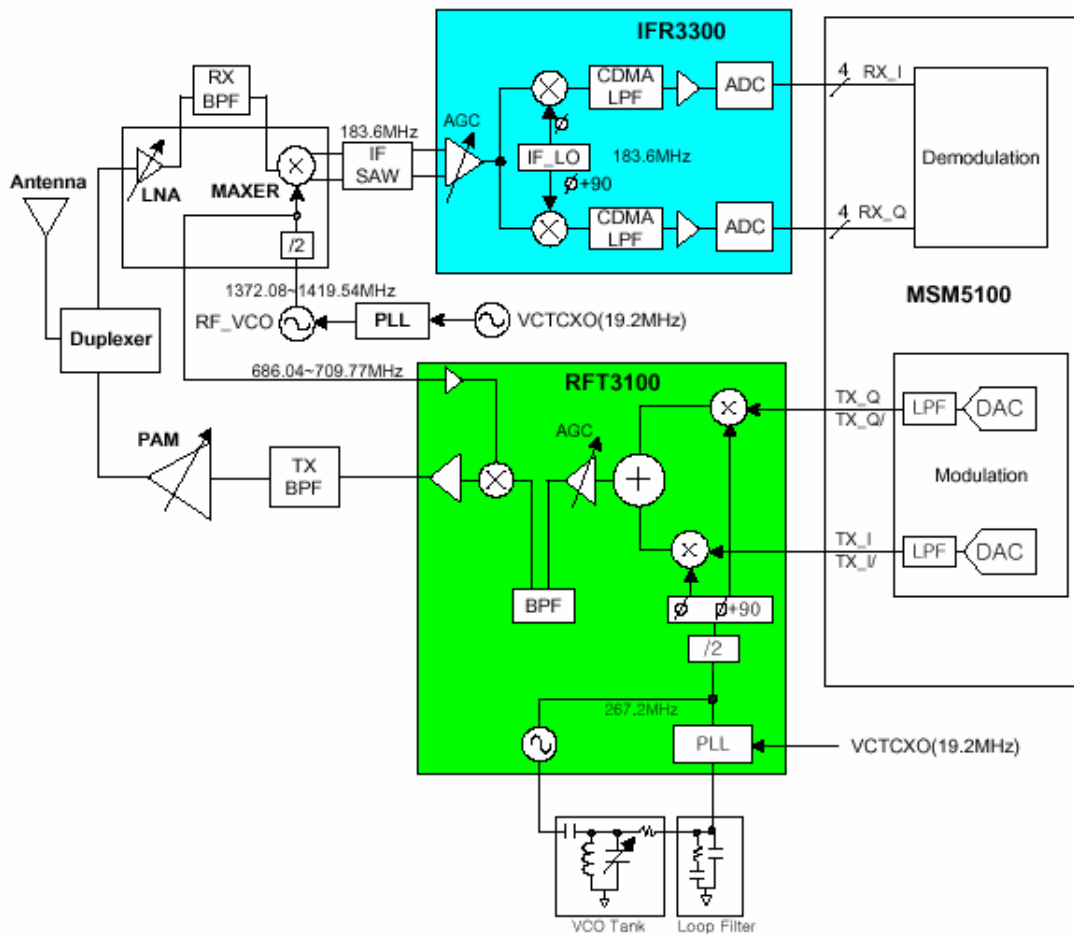 IFR3300
RX
BPF
CDMA
LPF
ADC
4 RX_I
AGC
183.6MHz
IF
SAW
IF_LO
183.6MHz
Ø
Ø+90
Demodulation
Antenna
LNA
MAXER
/2
CDMA
LPF
ADC
4 RX_Q
MSM5100
1372.08~1419.54MHz
RF_VCO
PLL
VCTCXO(19.2MHz)
Duplexer
686.04~709.77MHz
RFT3100
TX_Q
TX_Q/
LPF
DAC
PAM
AGC
TX
BPF
+
Modulation
TX_I
TX_I/
LPF
DAC
BPF
Ø
Ø+90
/2
267.2MHz
PLL
VCTCXO(19.2MHz)
VCO Tank
Loop Filter